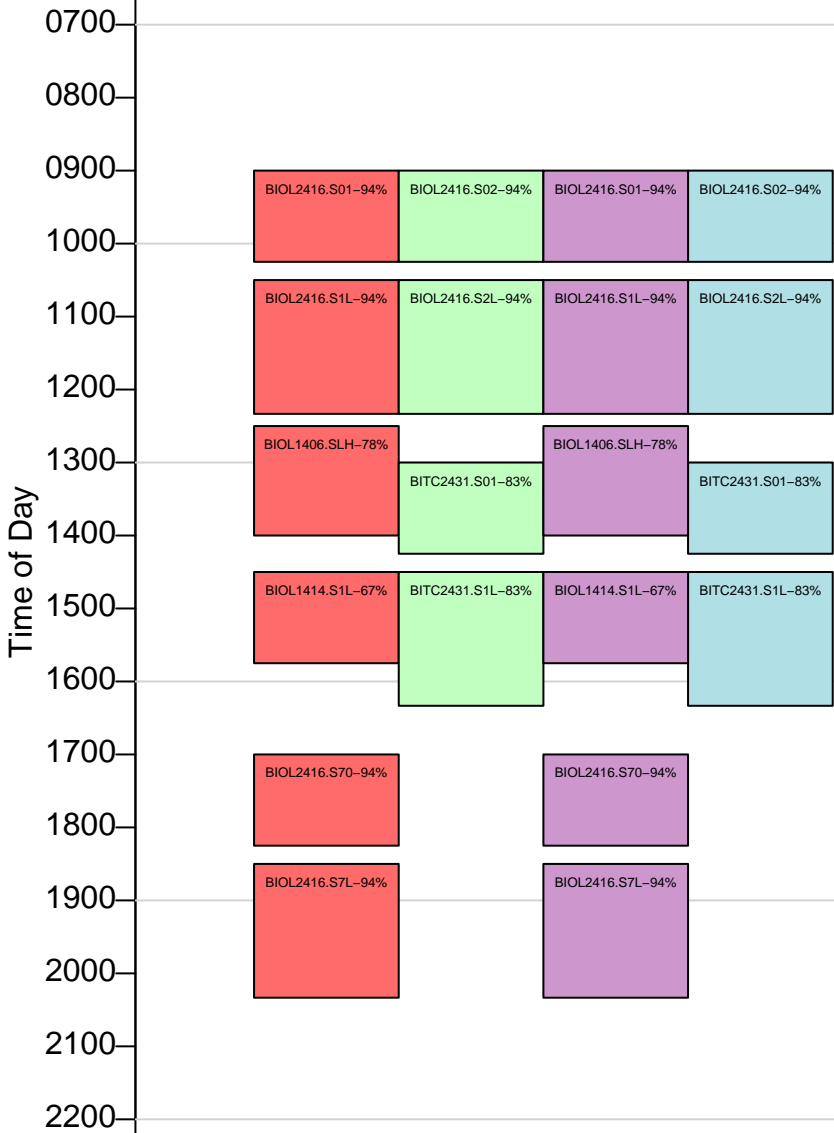 0700
0800
0900
BIOL2416.S01−94% BIOL2416.S02−94% BIOL2416.S01−94% BIOL2416.S02−94%
1000
BIOL2416.S1L−94% BIOL2416.S2L−94% BIOL2416.S1L−94% BIOL2416.S2L−94%
1100
1200
BIOL1406.SLH−78% BIOL1406.SLH−78%
1300
BITC2431.S01−83% BITC2431.S01−83%
1400
Time of Day
BIOL1414.S1L−67% BITC2431.S1L−83% BIOL1414.S1L−67% BITC2431.S1L−83%
1500
1600
1700
BIOL2416.S70−94% BIOL2416.S70−94%
1800
BIOL2416.S7L−94% BIOL2416.S7L−94%
1900
2000
2100
2200